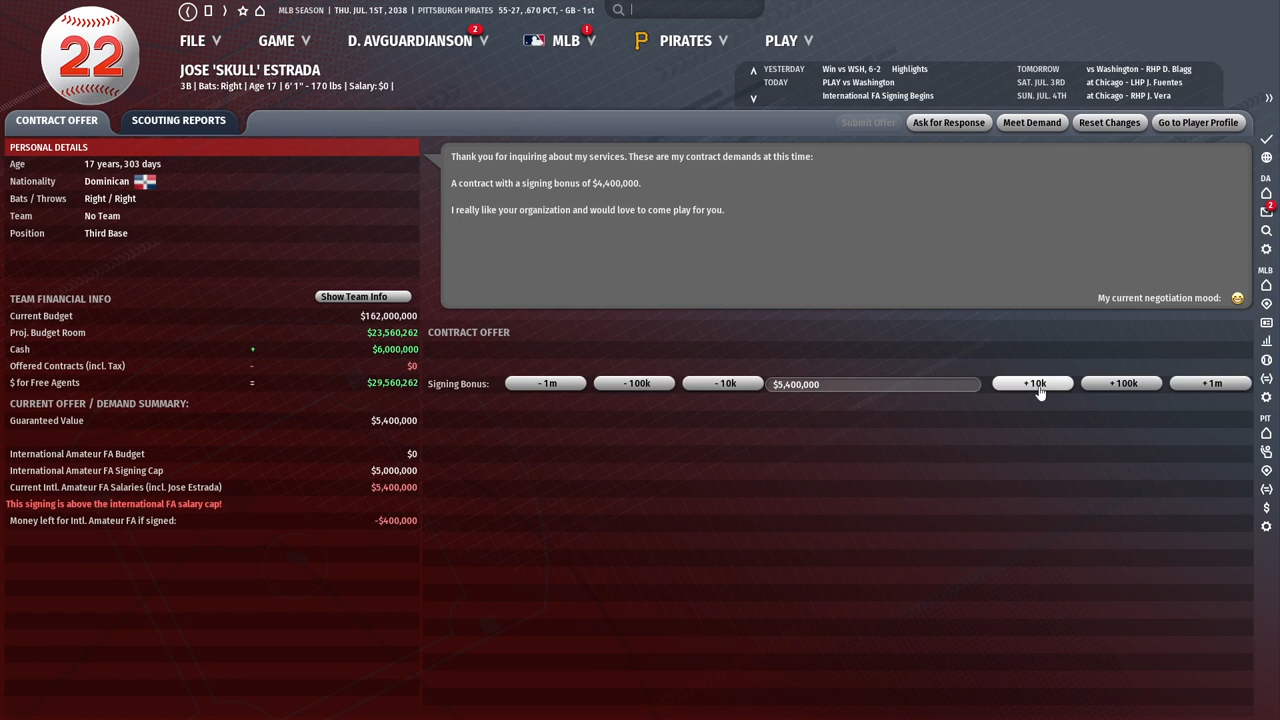 MLB SEASON | THU. JUL. 1ST, 2038 | PITTSBURGH PIRATES 55-27, .670 PCT, - GB - 1st
22
FILE
GAME
D. AVGUARDIANSON
2
MLB
!
P
PIRATES
PLAY
JOSE 'SKULL' ESTRADA
3B | Bats: Right | Age 17 | 6'1" - 170 lbs | Salary: $0 |
YESTERDAY Win vs WSH, 6-2 Highlights
TODAY PLAY vs Washington
International FA Signing Begins
TOMORROW vs Washington - RHP D. Blagg
SAT. JUL. 3RD at Chicago - LHP J. Fuentes
SUN. JUL. 4TH at Chicago - RHP J. Vera
CONTRACT OFFER
SCOUTING REPORTS
Submit Offer
Ask for Response
Meet Demand
Reset Changes
Go to Player Profile
PERSONAL DETAILS
Age 17 years, 303 days
Nationality Dominican
Bats / Throws Right / Right
Team No Team
Position Third Base
TEAM FINANCIAL INFO
Show Team Info
Current Budget $162,000,000
Proj. Budget Room $23,560,262
Cash + $6,000,000
Offered Contracts (incl. Tax) - $0
$ for Free Agents = $29,560,262
CURRENT OFFER / DEMAND SUMMARY:
Guaranteed Value $5,400,000
International Amateur FA Budget $0
International Amateur FA Signing Cap $5,000,000
Current Intl. Amateur FA Salaries (incl. Jose Estrada) $5,400,000
This signing is above the international FA salary cap!
Money left for Intl. Amateur FA if signed: -$400,000
Thank you for inquiring about my services. These are my contract demands at this time:
A contract with a signing bonus of $4,400,000.
I really like your organization and would love to come play for you.
My current negotiation mood:
CONTRACT OFFER
Signing Bonus: - 1m - 100k - 10k $5,400,000 + 10k + 100k + 1m
DA
2
MLB
PIT
$